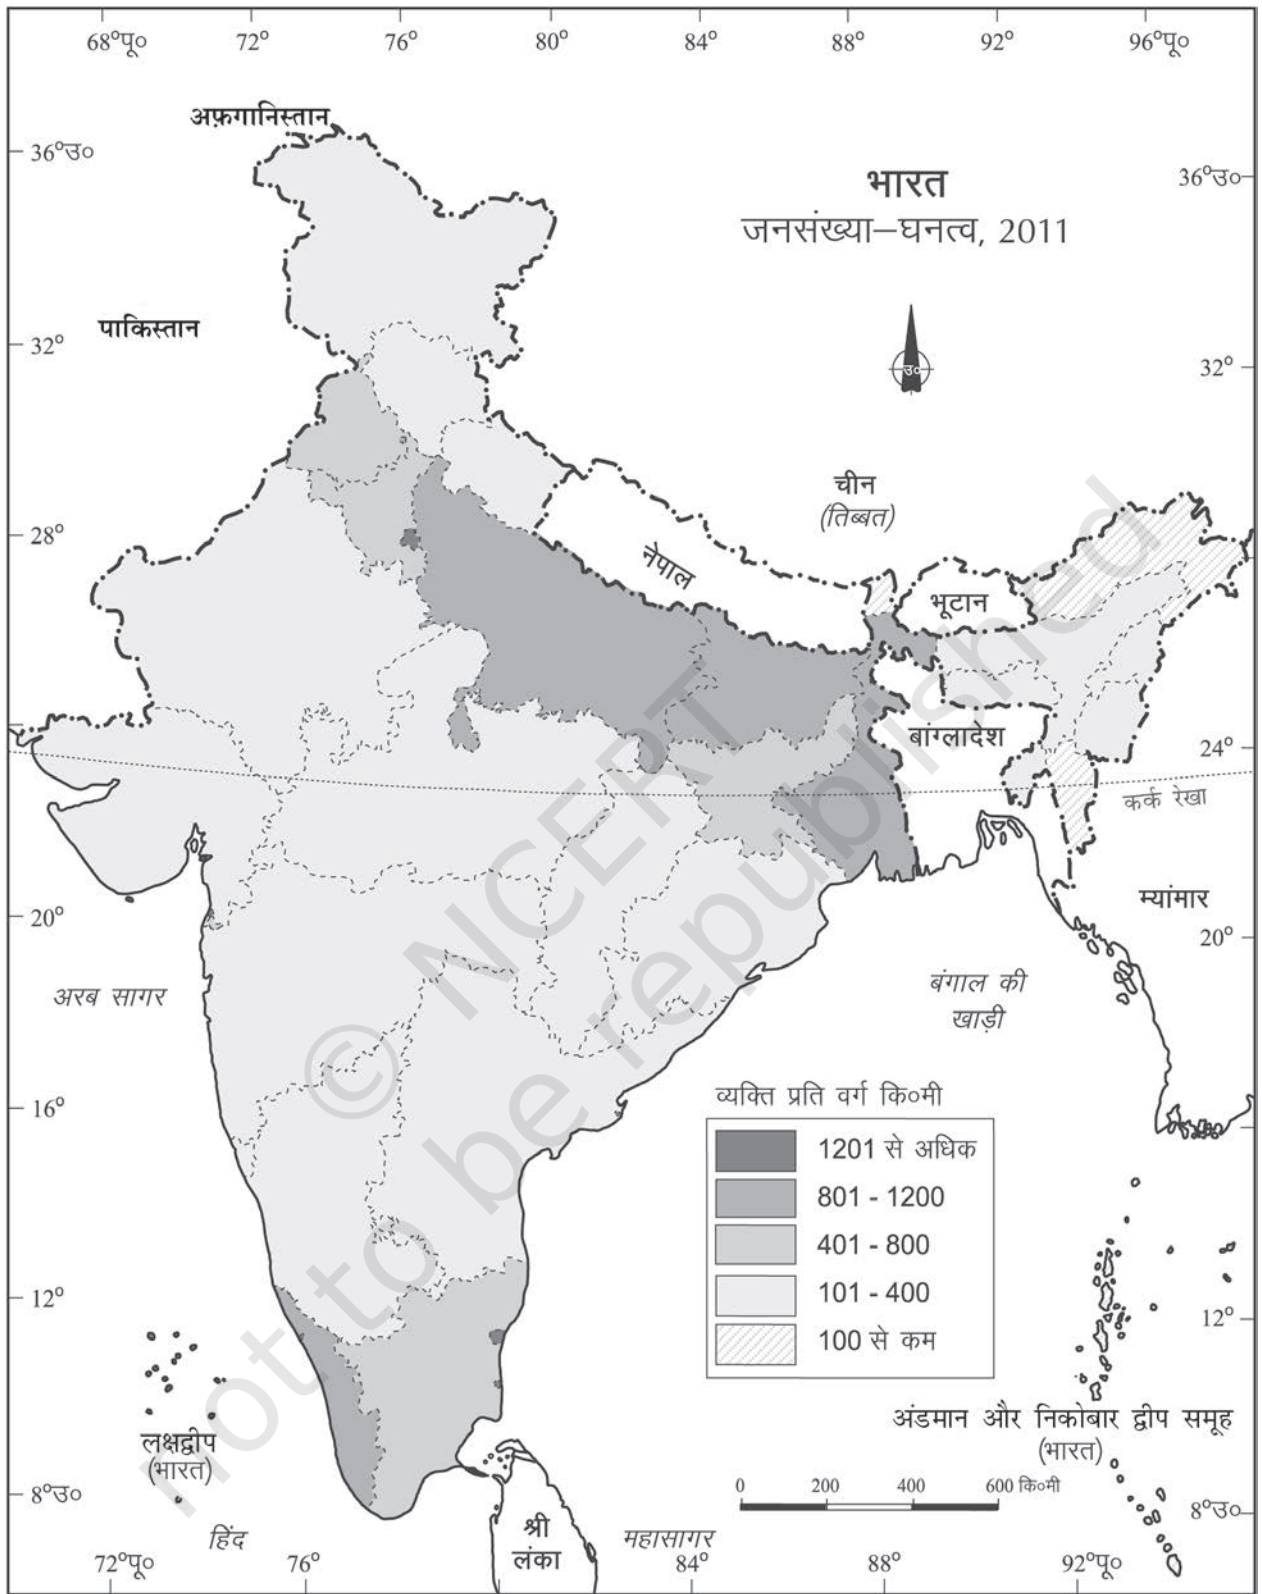 68°पू०
72°
76°
80°
84°
88°
92°
96°पू०
अफ़गानिस्तान
36°उ०
36°उ०
भारत
जनसंख्या–घनत्व, 2011
पाकिस्तान
32°
उ०
32°
चीन
(तिब्बत)
28°
नेपाल
भूटान
बांग्लादेश
24°
कर्क रेखा
म्यांमार
20°
20°
अरब सागर
बंगाल की
खाड़ी
16°
व्यक्ति प्रति वर्ग कि०मी
1201 से अधिक
801 - 1200
401 - 800
101 - 400
100 से कम
12°
12°
अंडमान और निकोबार द्वीप समूह
(भारत)
लक्षद्वीप
(भारत)
0 200 400 600 कि०मी
8°उ०
8°उ०
हिंद
श्री
लंका
महासागर
72°पू०
76°
84°
88°
92°पू०
© NCERT
not to be republished